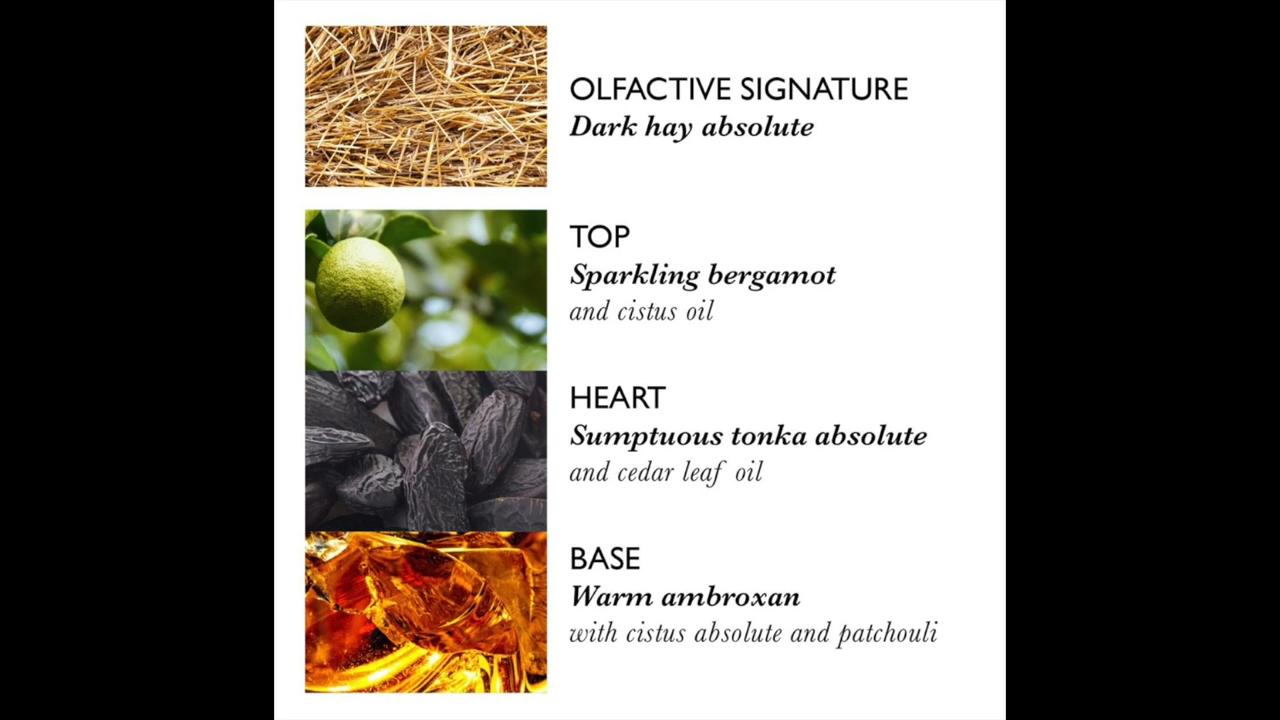 OLFACTIVE SIGNATURE
Dark hay absolute
TOP
Sparkling bergamot
and cistus oil
HEART
Sumptuous tonka absolute
and cedar leaf oil
BASE
Warm ambroxan
with cistus absolute and patchouli